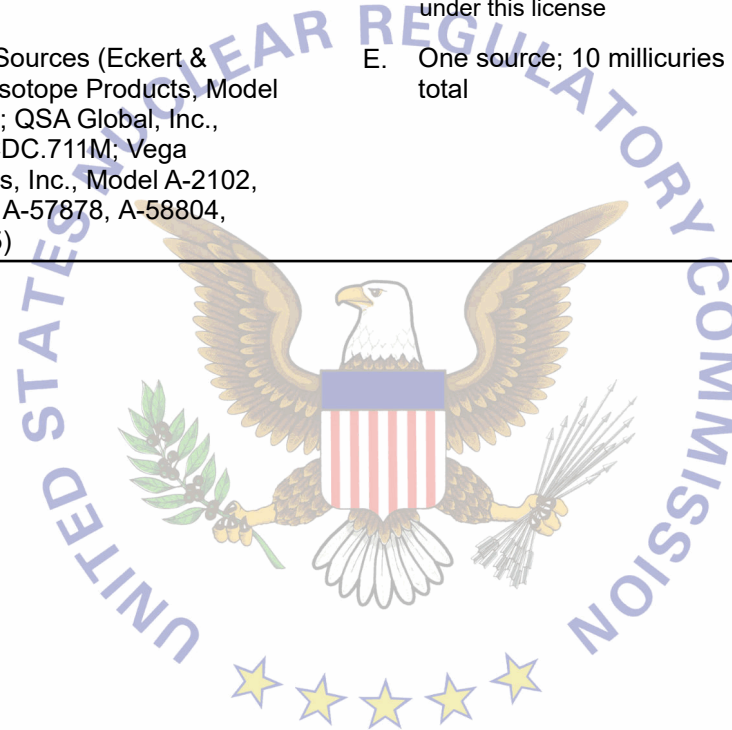 under this license
Sources (Eckert &
sotope Products, Model
; QSA Global, Inc.,
DC.711M; Vega
s, Inc., Model A-2102,
A-57878, A-58804,
)
E. One source; 10 millicuries
total
UNITED STATES NUCLEAR REGULATORY COMMISSION